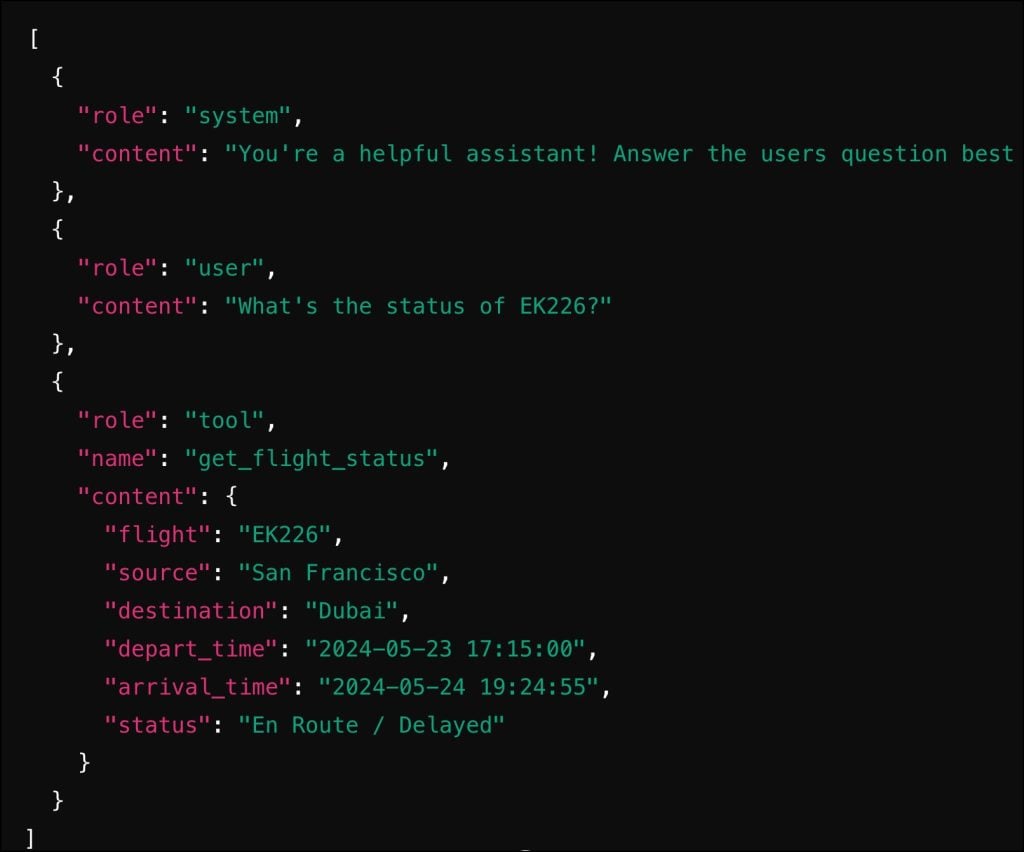 [
  {
    "role": "system",
    "content": "You're a helpful assistant! Answer the users question best
  },
  {
    "role": "user",
    "content": "What's the status of EK226?"
  },
  {
    "role": "tool",
    "name": "get_flight_status",
    "content": {
      "flight": "EK226",
      "source": "San Francisco",
      "destination": "Dubai",
      "depart_time": "2024-05-23 17:15:00",
      "arrival_time": "2024-05-24 19:24:55",
      "status": "En Route / Delayed"
    }
  }
]